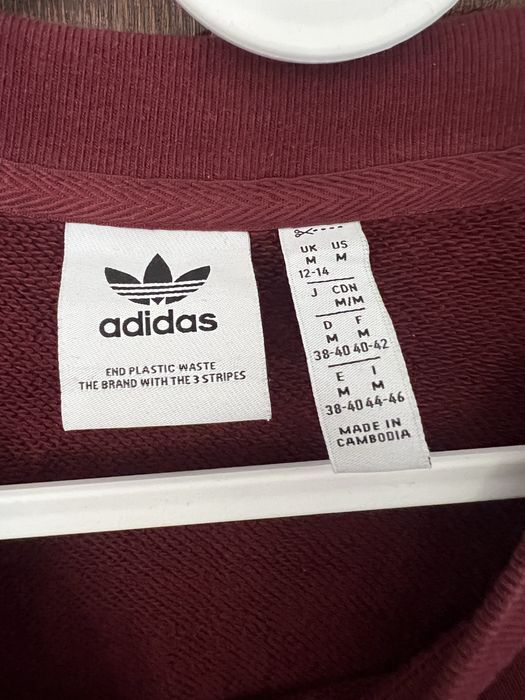 adidas
END PLASTIC WASTE
THE BRAND WITH THE 3 STRIPES
UK US
M M
12-14
J CDN
M/M
D F
M M
38-40 40-42
E I
M M
38-40 44-46
MADE IN
CAMBODIA